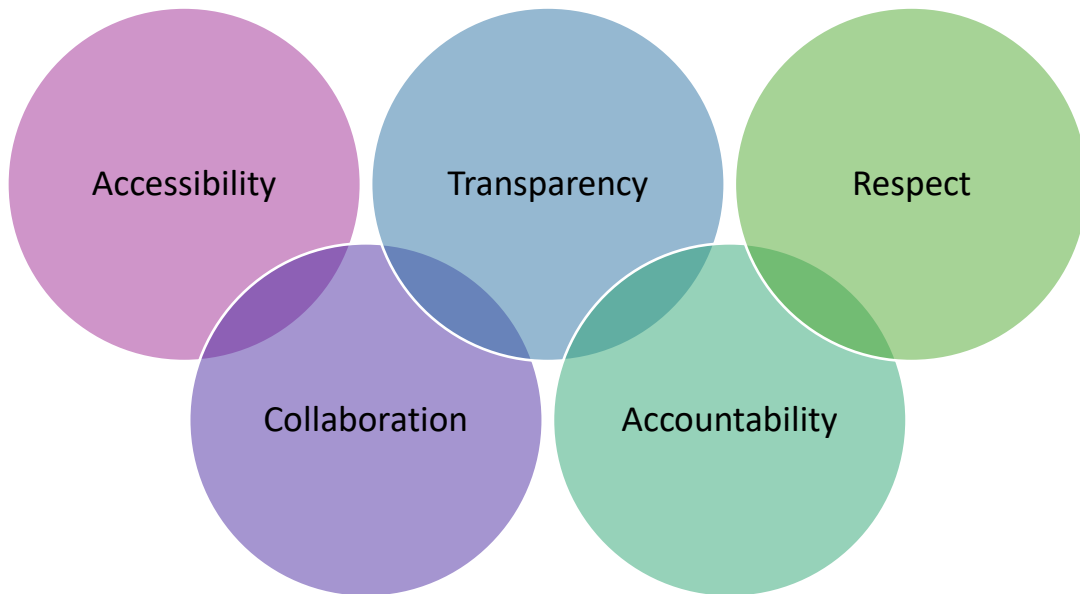 Accessibility
Transparency
Respect
Collaboration
Accountability